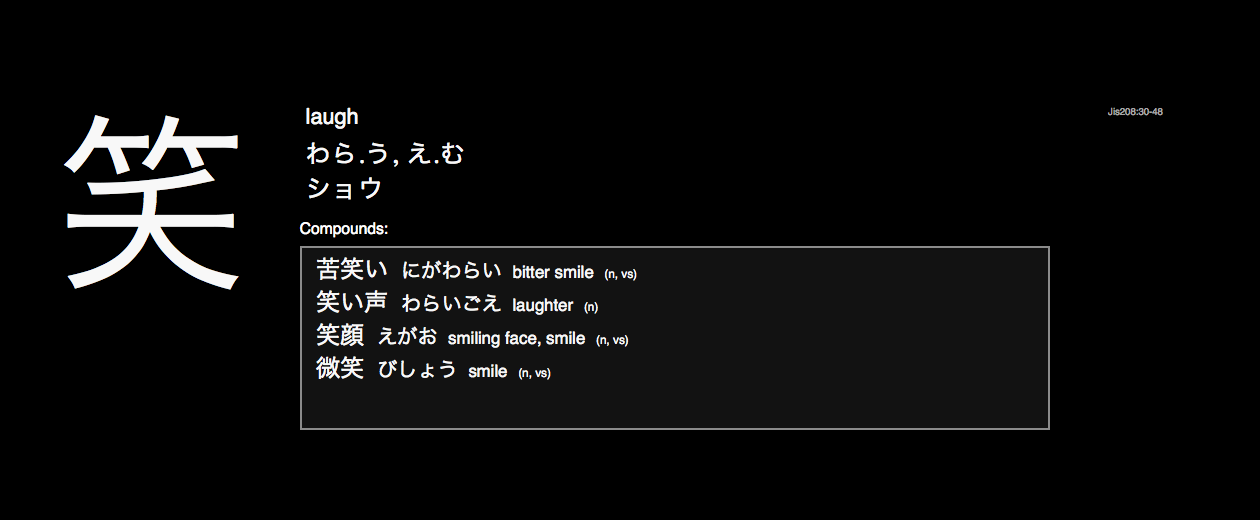 笑
laugh
わら.う, え.む
ショウ
Jis208:30-48
Compounds:
苦笑い にがわらい bitter smile (n, vs)
笑い声 わらいごえ laughter (n)
笑顔 えがお smiling face, smile (n, vs)
微笑 びしょう smile (n, vs)